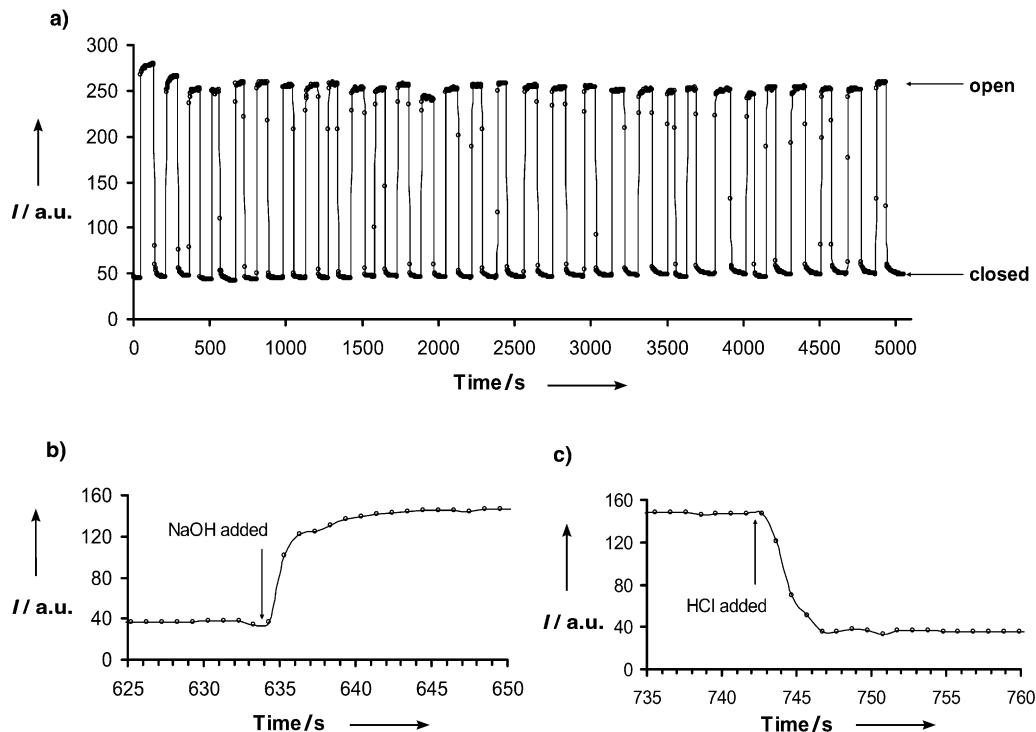 a)
300
250
200
150
100
50
0
I / a.u.
open
closed
0 500 1000 1500 2000 2500 3000 3500 4000 4500 5000
Time/s
b)
160
120
80
40
0
I / a.u.
NaOH added
625 630 635 640 645 650
Time/s
c)
160
120
80
40
0
I / a.u.
HCl added
735 740 745 750 755 760
Time/s